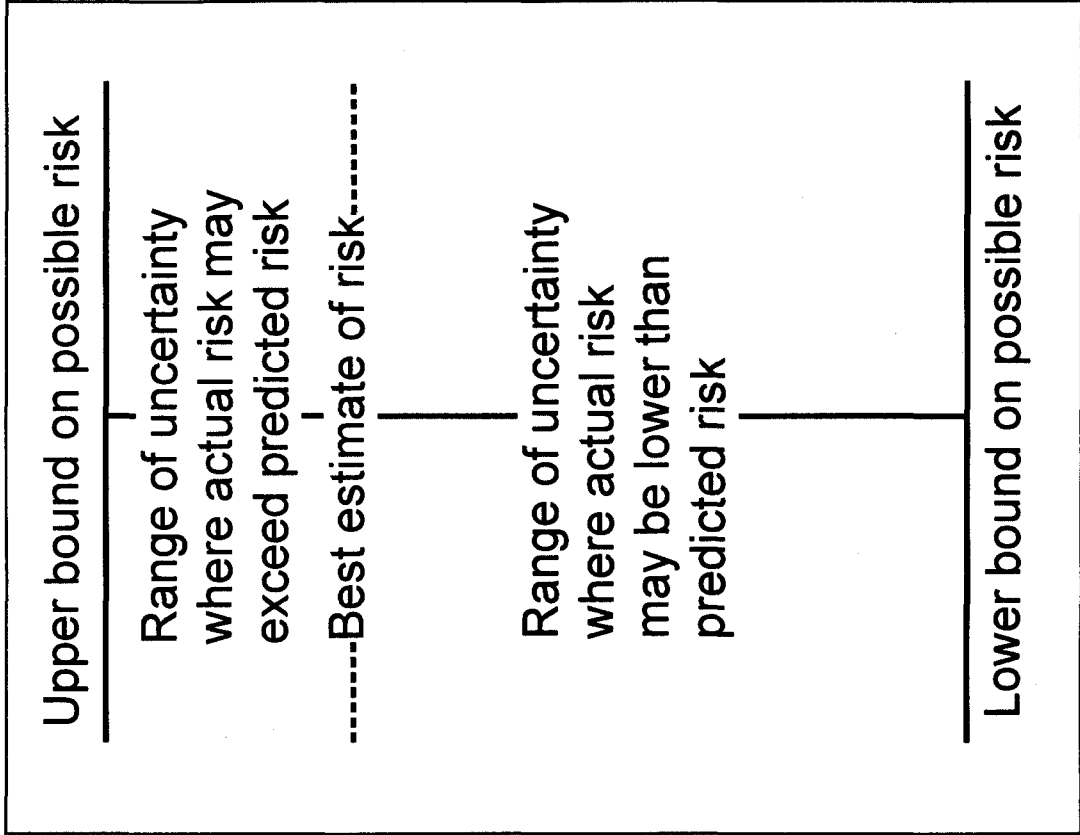 Upper bound on possible risk
Range of uncertainty
where actual risk may
exceed predicted risk
Best estimate of risk
Range of uncertainty
where actual risk
may be lower than
predicted risk
Lower bound on possible risk